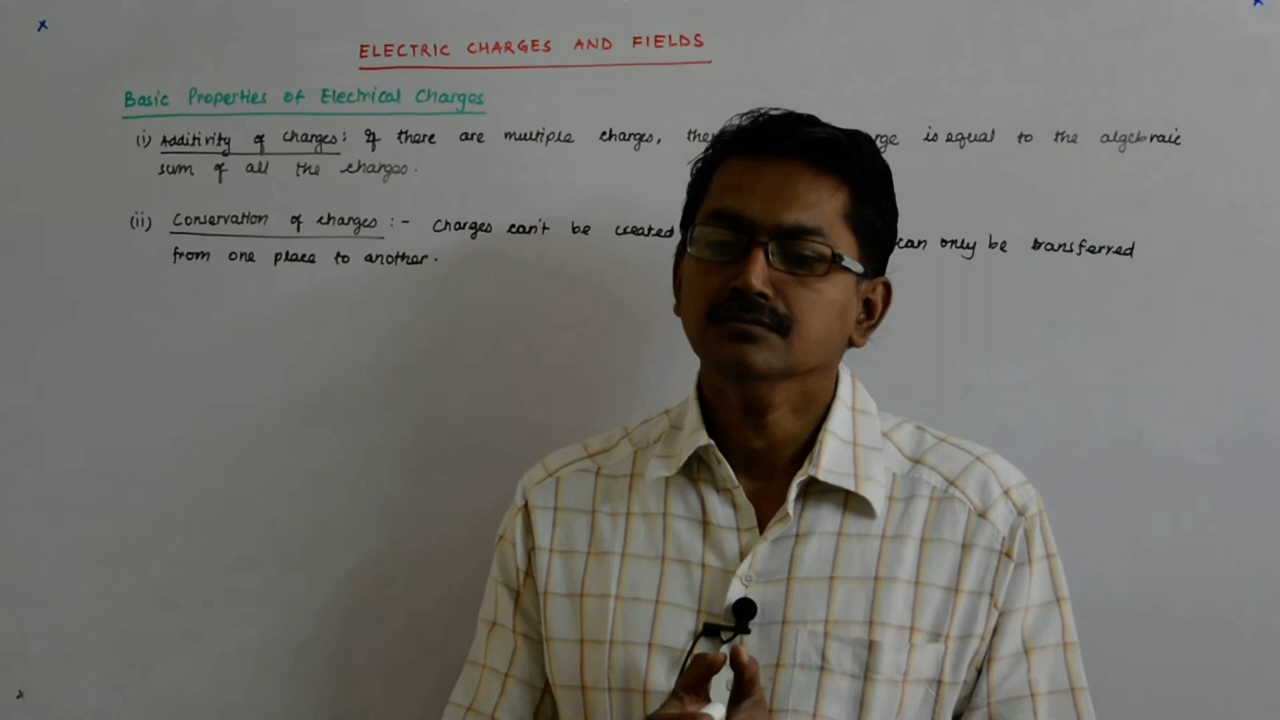 ELECTRIC CHARGES AND FIELDS
Basic Properties of Electrical Charges
(i) Additivity of charges: If there are multiple charges, is equal to the algebraic
sum of all the charges.
(ii) Conservation of charges :- Charges can't be created can only be transferred
from one place to another.